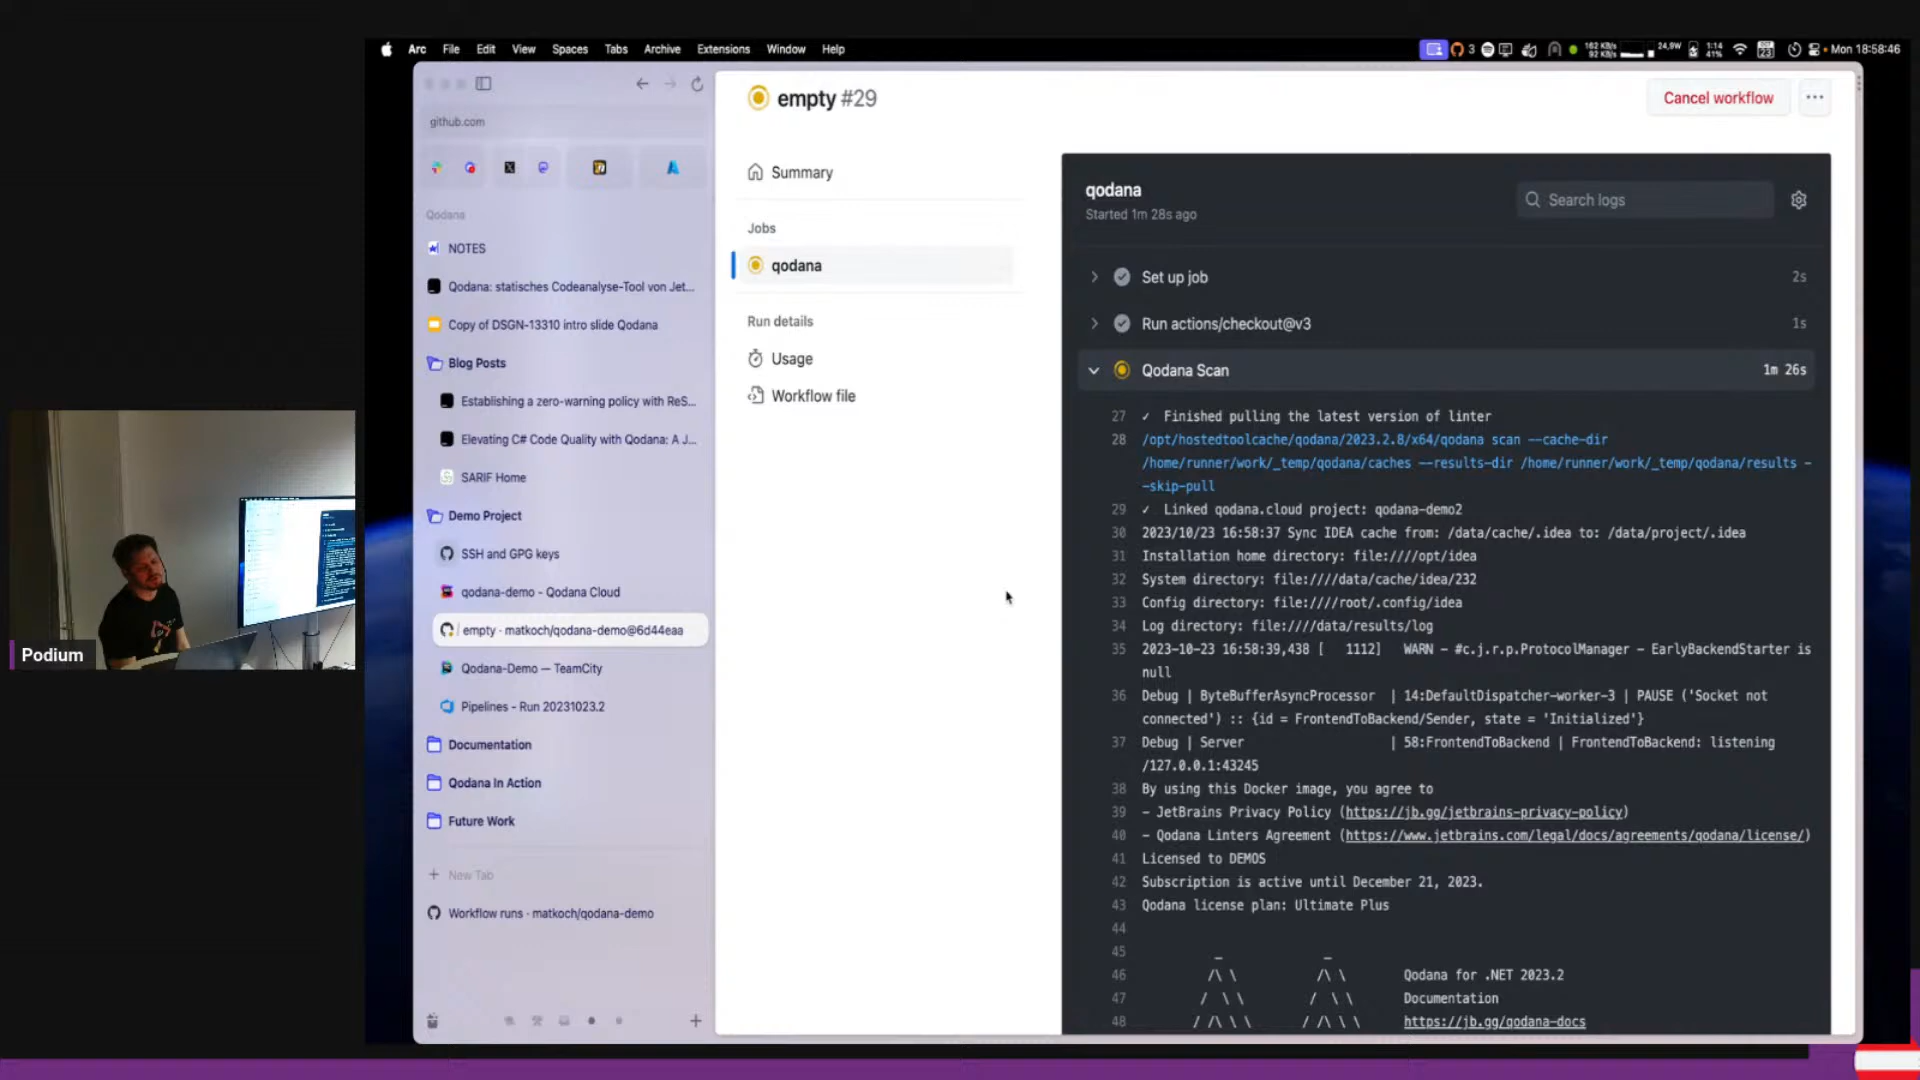 Arc File Edit View Spaces Tabs Archive Extensions Window Help
3 162 KB/s 92 KB/s 24,9W 1:14 41% 23 Mon 18:58:46
github.com
Qodana
NOTES
Qodana: statisches Codeanalyse-Tool von Jet...
Copy of DSGN-13310 intro slide Qodana
Blog Posts
Establishing a zero-warning policy with ReS...
Elevating C# Code Quality with Qodana: A J...
SARIF Home
Demo Project
SSH and GPG keys
qodana-demo - Qodana Cloud
empty · matkoch/qodana-demo@6d44eaa
Qodana-Demo — TeamCity
Pipelines - Run 20231023.2
Documentation
Qodana In Action
Future Work
New Tab
Workflow runs · matkoch/qodana-demo
empty #29
Cancel workflow
Summary
Jobs
qodana
Run details
Usage
Workflow file
qodana
Started 1m 28s ago
Search logs
Set up job 2s
Run actions/checkout@v3 1s
Qodana Scan 1m 26s
27 ✓ Finished pulling the latest version of linter
28 /opt/hostedtoolcache/qodana/2023.2.8/x64/qodana scan --cache-dir
/home/runner/work/_temp/qodana/caches --results-dir /home/runner/work/_temp/qodana/results -
-skip-pull
29 ✓ Linked qodana.cloud project: qodana-demo2
30 2023/10/23 16:58:37 Sync IDEA cache from: /data/cache/.idea to: /data/project/.idea
31 Installation home directory: file:////opt/idea
32 System directory: file:////data/cache/idea/232
33 Config directory: file:////root/.config/idea
34 Log directory: file:////data/results/log
35 2023-10-23 16:58:39,438 [ 1112] WARN - #c.j.r.p.ProtocolManager - EarlyBackendStarter is
null
36 Debug | ByteBufferAsyncProcessor | 14:DefaultDispatcher-worker-3 | PAUSE ('Socket not
connected') :: {id = FrontendToBackend/Sender, state = 'Initialized'}
37 Debug | Server | 58:FrontendToBackend | FrontendToBackend: listening
/127.0.0.1:43245
38 By using this Docker image, you agree to
39 - JetBrains Privacy Policy (https://jb.gg/jetbrains-privacy-policy)
40 - Qodana Linters Agreement (https://www.jetbrains.com/legal/docs/agreements/qodana/license/)
41 Licensed to DEMOS
42 Subscription is active until December 21, 2023.
43 Qodana license plan: Ultimate Plus
44
45 _ _
46 /\ \ /\ \ Qodana for .NET 2023.2
47 / \ \ / \ \ Documentation
48 / /\ \ \ / /\ \ \ https://jb.gg/qodana-docs
Podium